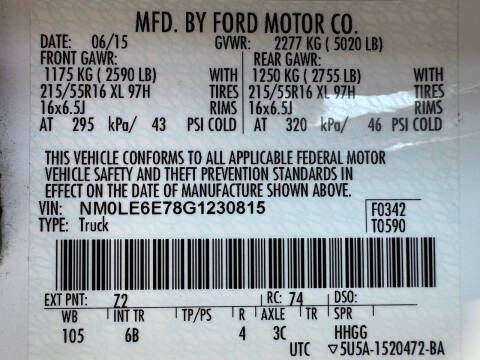 MFD. BY FORD MOTOR CO.
DATE: 06/15 GVWR: 2277 KG ( 5020 LB)
FRONT GAWR: REAR GAWR:
1175 KG ( 2590 LB) WITH 1250 KG ( 2755 LB) WITH
215/55R16 XL 97H TIRES 215/55R16 XL 97H TIRES
16x6.5J RIMS 16x6.5J RIMS
AT 295 kPa/ 43 PSI COLD AT 320 kPa/ 46 PSI COLD
THIS VEHICLE CONFORMS TO ALL APPLICABLE FEDERAL MOTOR
VEHICLE SAFETY AND THEFT PREVENTION STANDARDS IN
EFFECT ON THE DATE OF MANUFACTURE SHOWN ABOVE.
VIN: NM0LE6E78G1230815 F0342
TYPE: Truck T0590
EXT PNT: Z2 RC: 74 DSO:
WB INT TR TP/PS R AXLE TR SPR
105 6B 4 3C HHGG
UTC ▽5U5A-1520472-BA